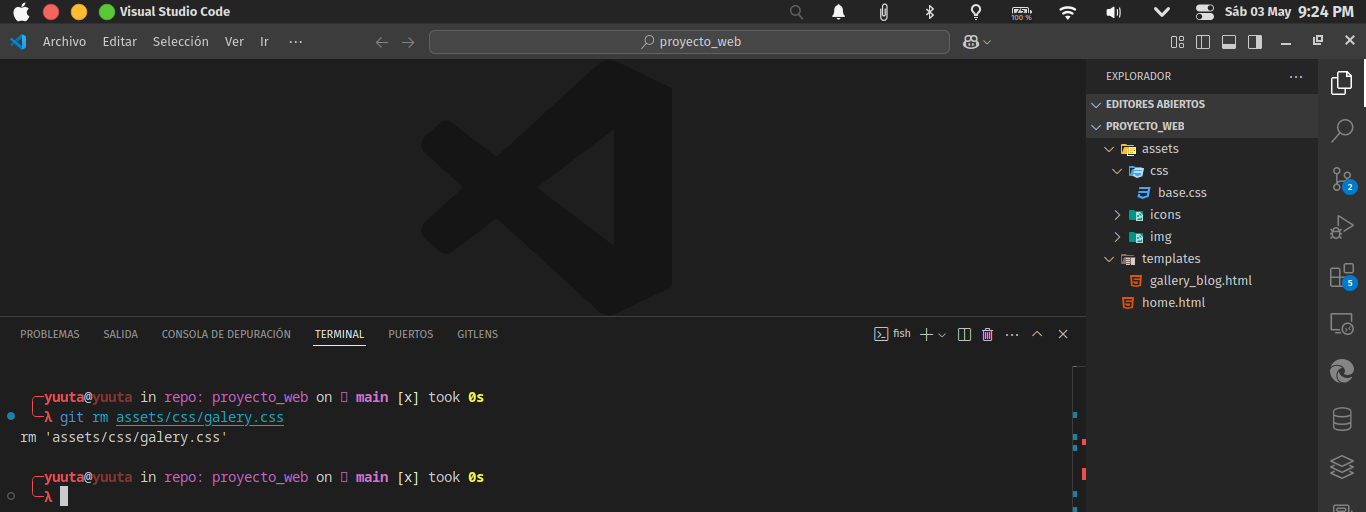 Visual Studio Code
75
100 %
Sáb 03 May 9:24 PM
Archivo Editar Selección Ver Ir ···
proyecto_web
EXPLORADOR ···
EDITORES ABIERTOS
PROYECTO_WEB
assets
css
base.css
icons
img
templates
gallery_blog.html
home.html
2
5
PROBLEMAS SALIDA CONSOLA DE DEPURACIÓN TERMINAL PUERTOS GITLENS
fish ···
yuuta@yuuta in repo: proyecto_web on main [x] took 0s
λ git rm assets/css/galery.css
rm 'assets/css/galery.css'
yuuta@yuuta in repo: proyecto_web on main [x] took 0s
λ